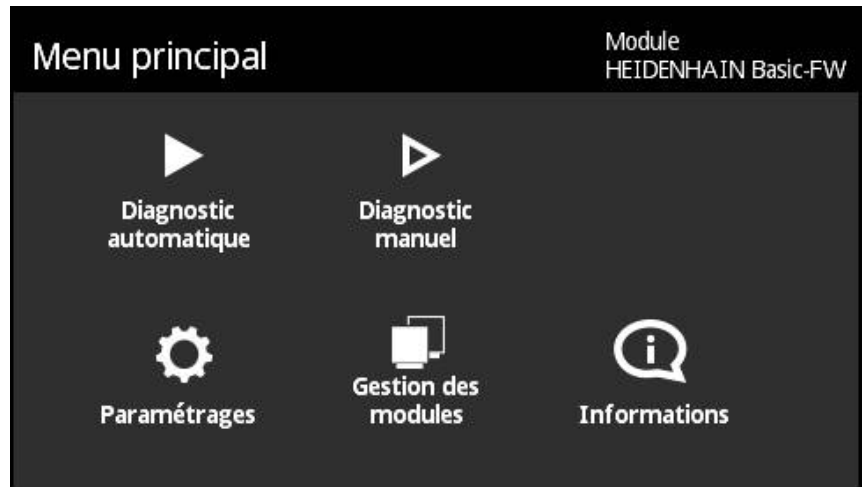 Menu principal
Module
HEIDENHAIN Basic-FW
Diagnostic
automatique
Diagnostic
manuel
Paramétrages
Gestion des
modules
Informations